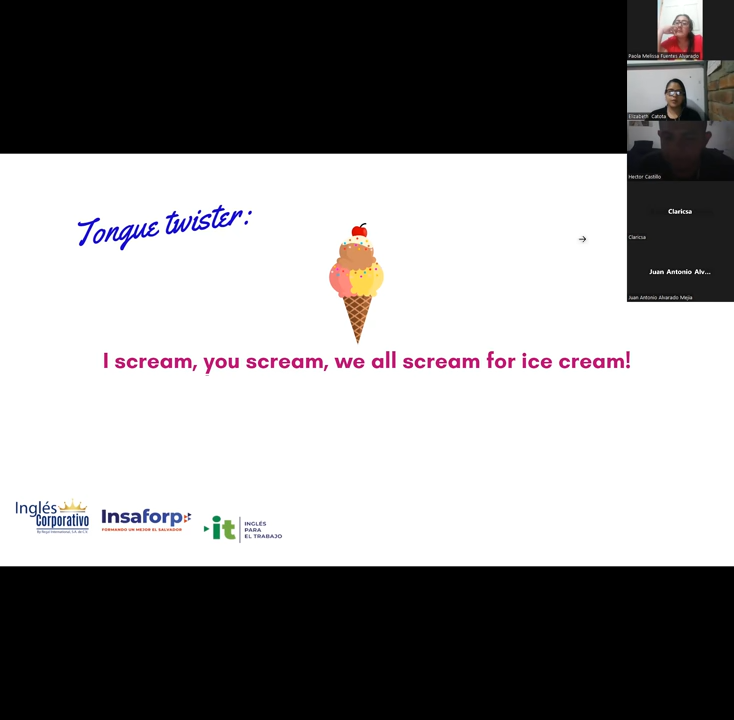 Paola Melissa Fuentes Alvarado
Elizabeth Catota
Hector Castillo
Claricsa
Claricsa
Juan Antonio Alv...
Juan Antonio Alvarado Mejia
Tongue twister:
I scream, you scream, we all scream for ice cream!
Inglés
Corporativo
Insaforp
FORMANDO UN MEJOR EL SALVADOR
it
INGLÉS
PARA
EL TRABAJO